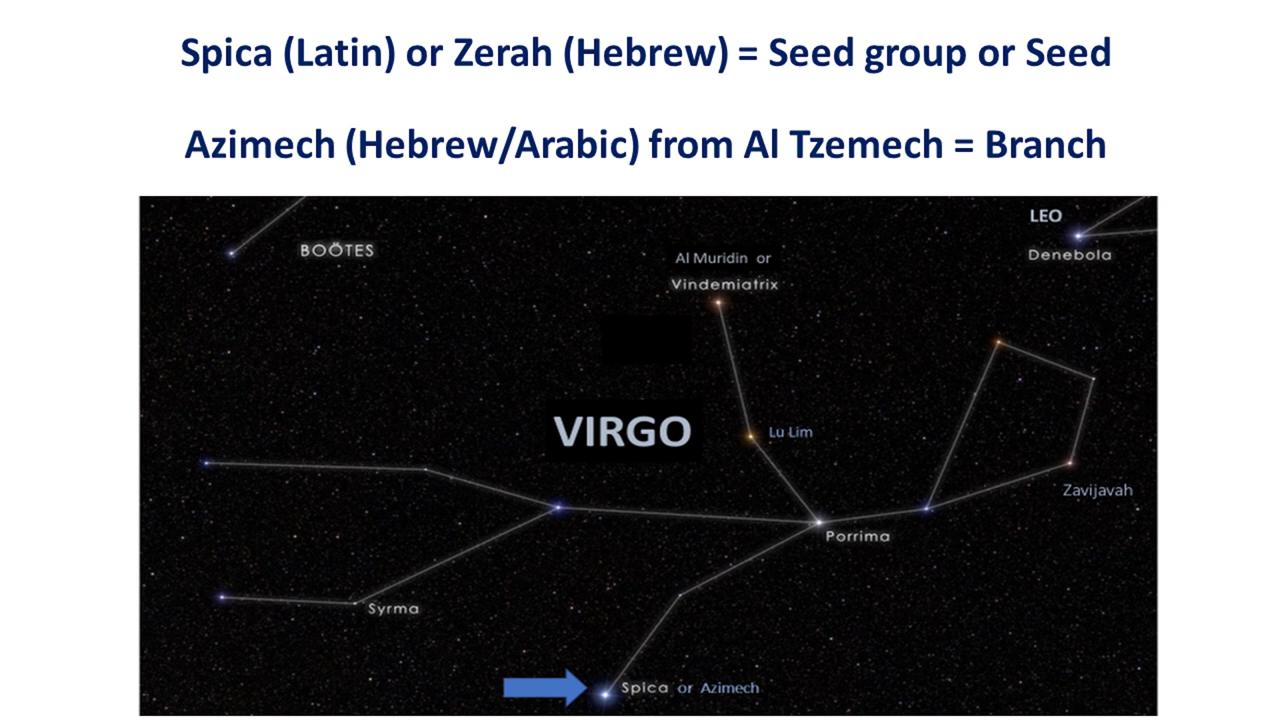 Spica (Latin) or Zerah (Hebrew) = Seed group or Seed
Azimech (Hebrew/Arabic) from Al Tzemech = Branch
LEO
BOÖTES
Denebola
Al Muridin or
Vindemiatrix
VIRGO
Lu Lim
Zavijavah
Porrima
Syrma
Spica or Azimech